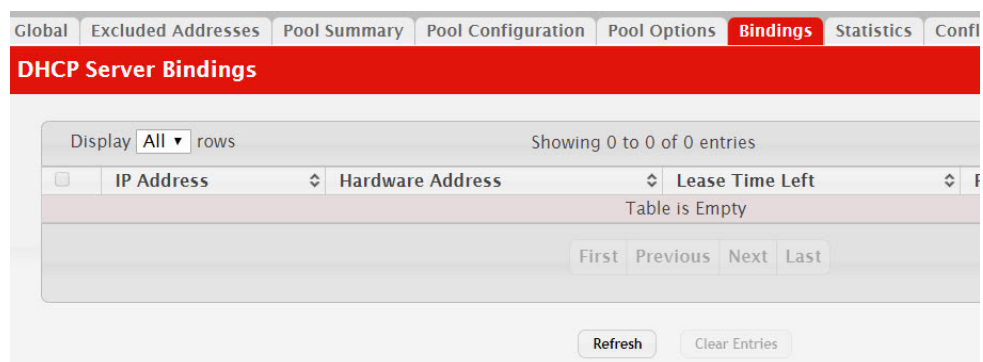 Global Excluded Addresses Pool Summary Pool Configuration Pool Options Bindings Statistics
DHCP Server Bindings
Display All rows Showing 0 to 0 of 0 entries
IP Address Hardware Address Lease Time Left
Table is Empty
First Previous Next Last
Refresh Clear Entries